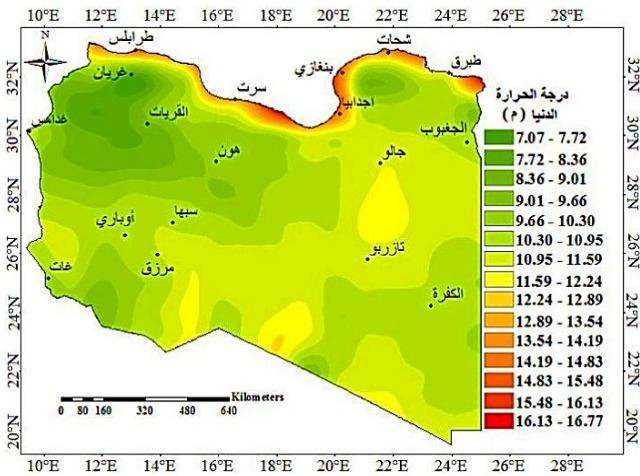 10°E 12°E 14°E 16°E 18°E 20°E 22°E 24°E
N
32°N
30°N
28°N
26°N
24°N
22°N
20°N
طرابلس
غريان
القريات
غدامس
سرت
هون
بنغازي
اجدابيا
شحات
طبرق
الجغبوب
جالو
أوباري
سبها
مرزق
غات
تازربو
الكفرة
درجة الحرارة
الدنيا (م)
7.07 - 7.72
7.72 - 8.36
8.36 - 9.01
9.01 - 9.66
9.66 - 10.30
10.30 - 10.95
10.95 - 11.59
11.59 - 12.24
12.24 - 12.89
12.89 - 13.54
13.54 - 14.19
14.19 - 14.83
14.83 - 15.48
15.48 - 16.13
16.13 - 16.77
32°N
30°N
28°N
26°N
24°N
22°N
20°N
Kilometers
0 80 160 320 480 640
10°E 12°E 14°E 16°E 18°E 20°E 22°E 24°E